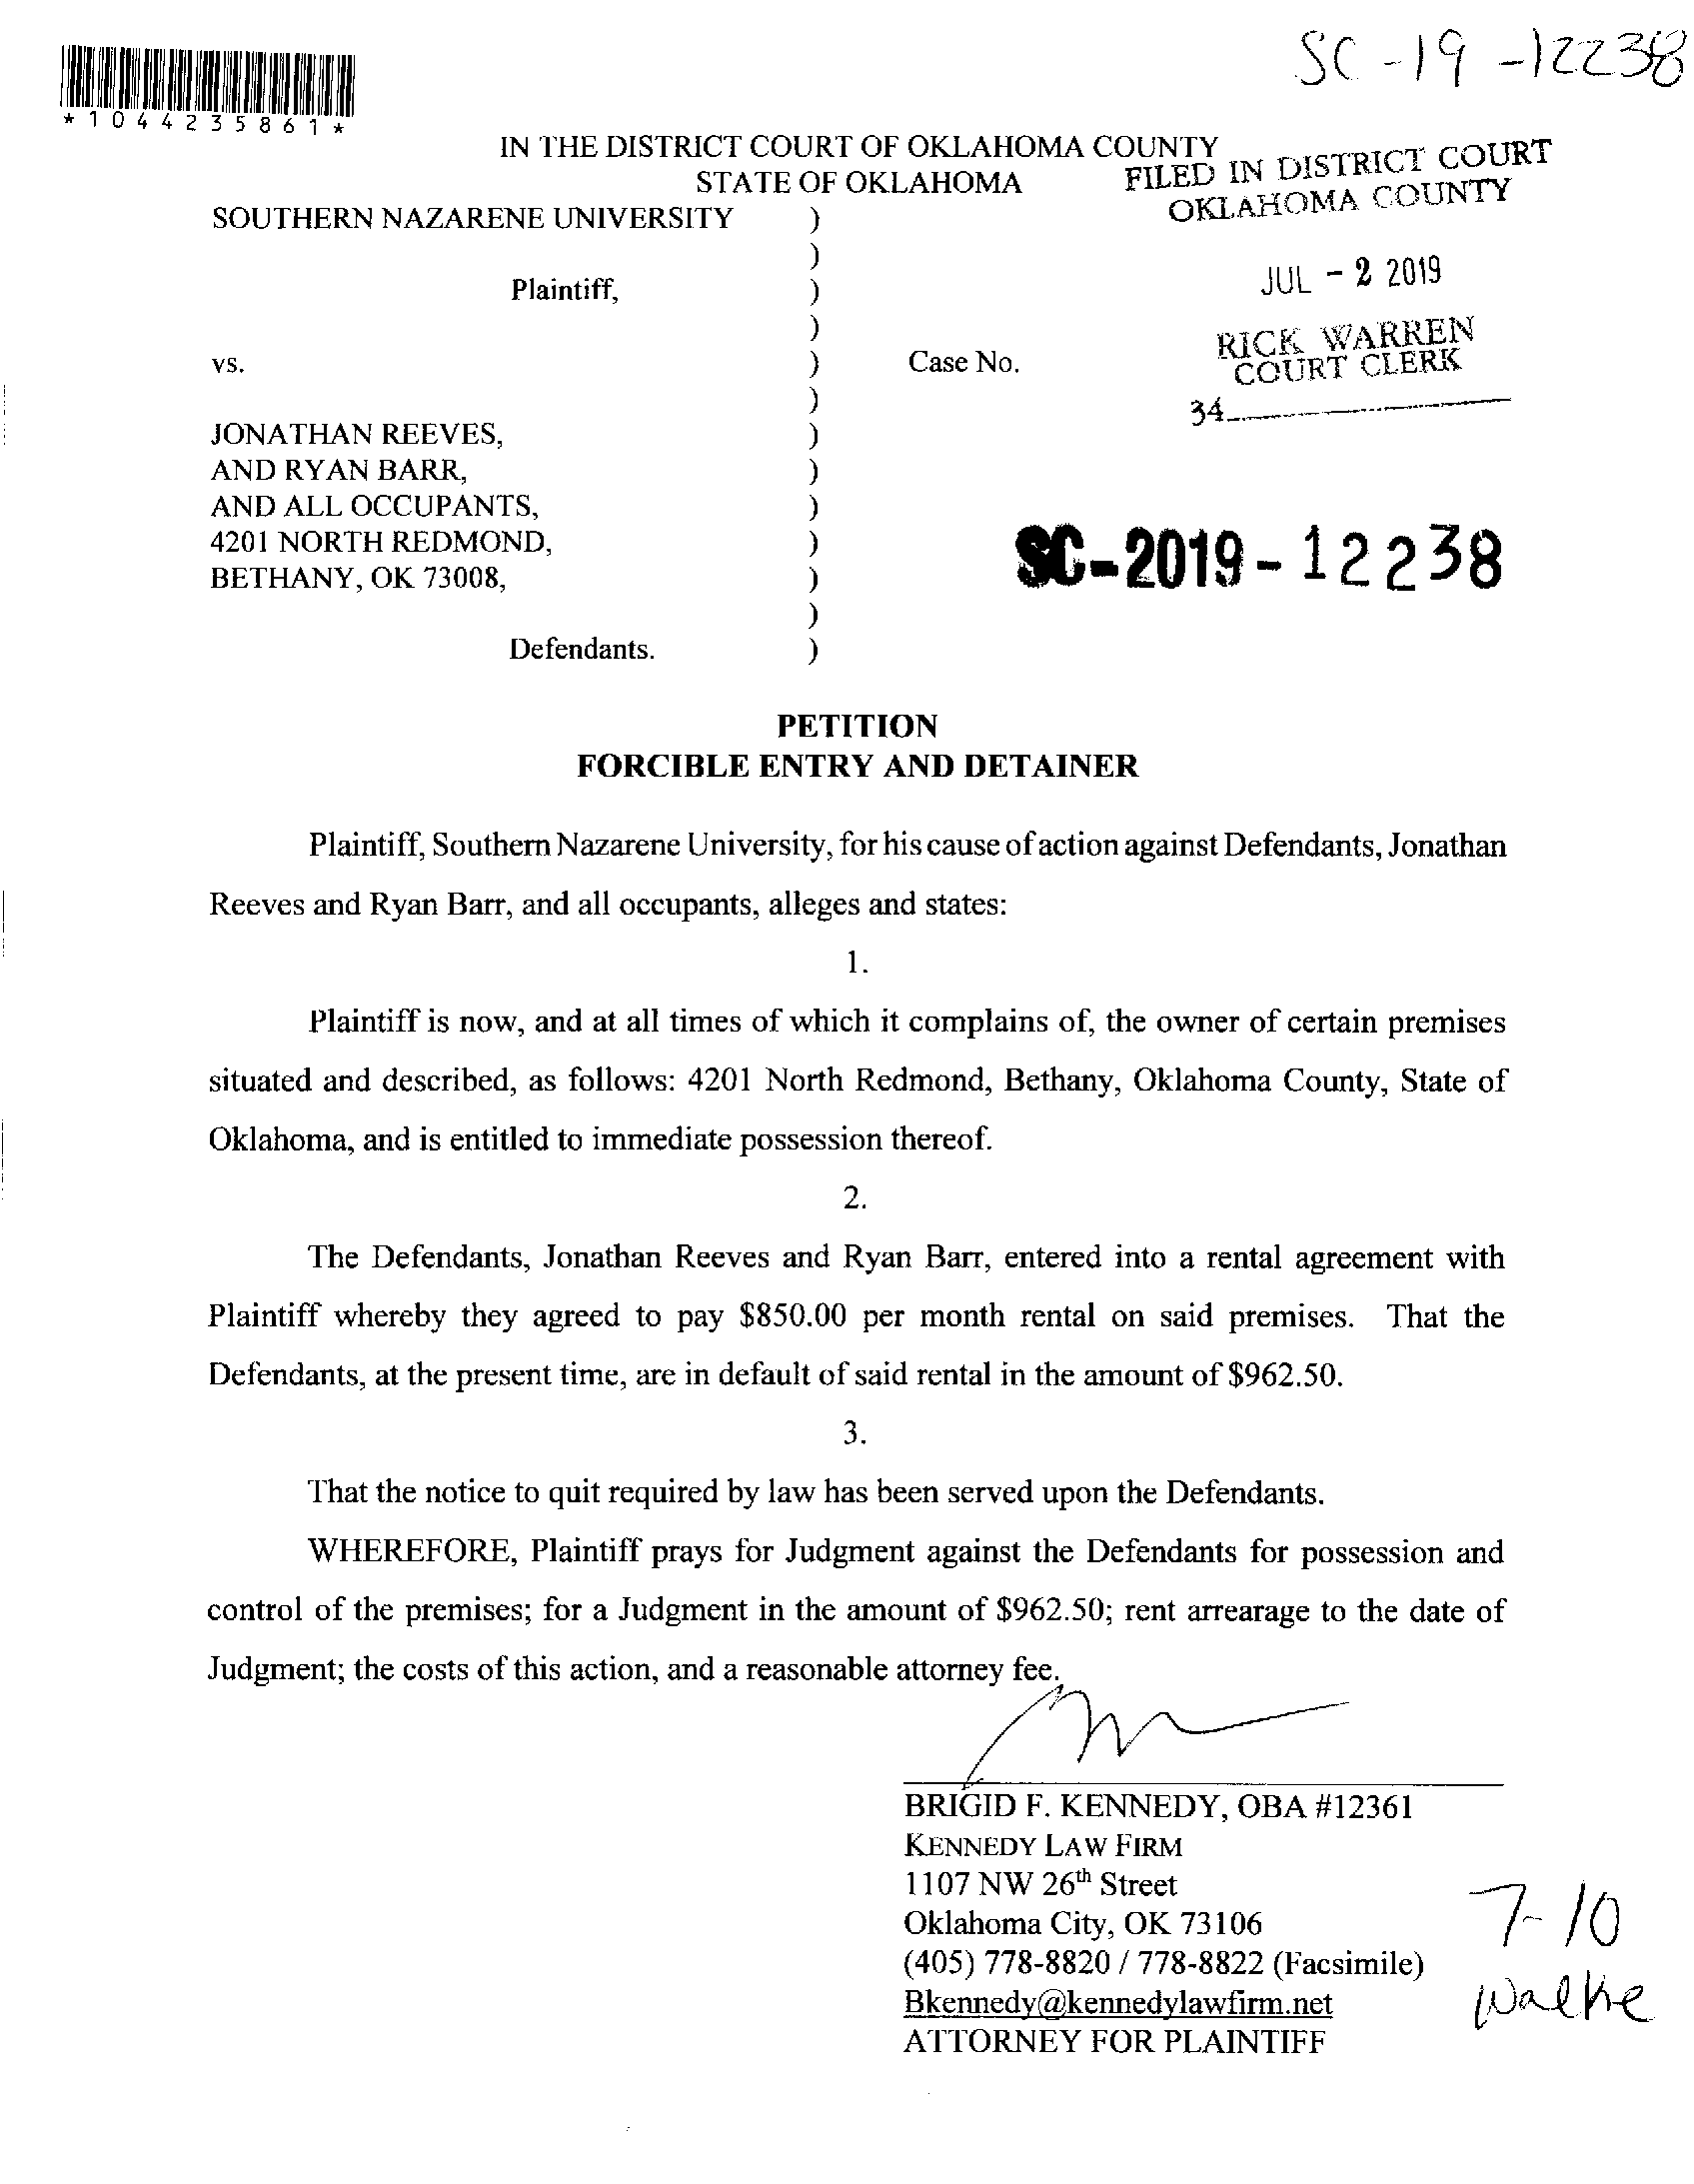 SC-19-12238
*1044235861*
IN THE DISTRICT COURT OF OKLAHOMA COUNTY
STATE OF OKLAHOMA
FILED IN DISTRICT COURT
OKLAHOMA COUNTY
JUL - 2 2019
RICK WARREN
COURT CLERK
34
SOUTHERN NAZARENE UNIVERSITY )
)
Plaintiff, )
)
vs. ) Case No.
)
JONATHAN REEVES, )
AND RYAN BARR, )
AND ALL OCCUPANTS, )
4201 NORTH REDMOND, )
BETHANY, OK 73008, )
)
Defendants. )
SC-2019-12238
PETITION
FORCIBLE ENTRY AND DETAINER
Plaintiff, Southern Nazarene University, for his cause of action against Defendants, Jonathan
Reeves and Ryan Barr, and all occupants, alleges and states:
1.
Plaintiff is now, and at all times of which it complains of, the owner of certain premises
situated and described, as follows: 4201 North Redmond, Bethany, Oklahoma County, State of
Oklahoma, and is entitled to immediate possession thereof.
2.
The Defendants, Jonathan Reeves and Ryan Barr, entered into a rental agreement with
Plaintiff whereby they agreed to pay $850.00 per month rental on said premises. That the
Defendants, at the present time, are in default of said rental in the amount of $962.50.
3.
That the notice to quit required by law has been served upon the Defendants.
WHEREFORE, Plaintiff prays for Judgment against the Defendants for possession and
control of the premises; for a Judgment in the amount of $962.50; rent arrearage to the date of
Judgment; the costs of this action, and a reasonable attorney fee.
BRIGID F. KENNEDY, OBA #12361
KENNEDY LAW FIRM
1107 NW 26th Street
Oklahoma City, OK 73106
(405) 778-8820 / 778-8822 (Facsimile)
Bkennedy@kennedylawfirm.net
ATTORNEY FOR PLAINTIFF
7-10